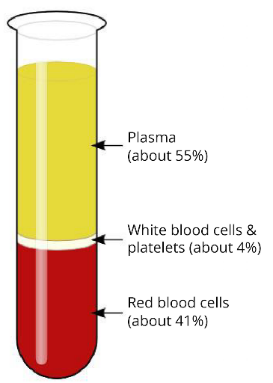 Plasma
(about 55%)
White blood cells &
platelets (about 4%)
Red blood cells
(about 41%)